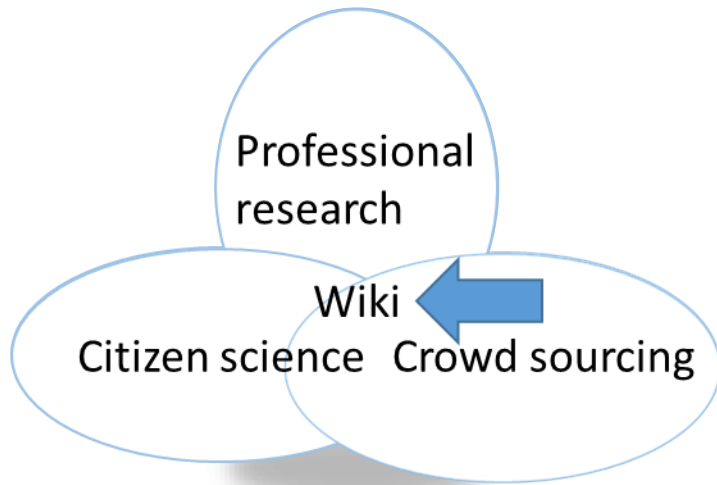 Professional
research
Wiki
Citizen science
Crowd sourcing